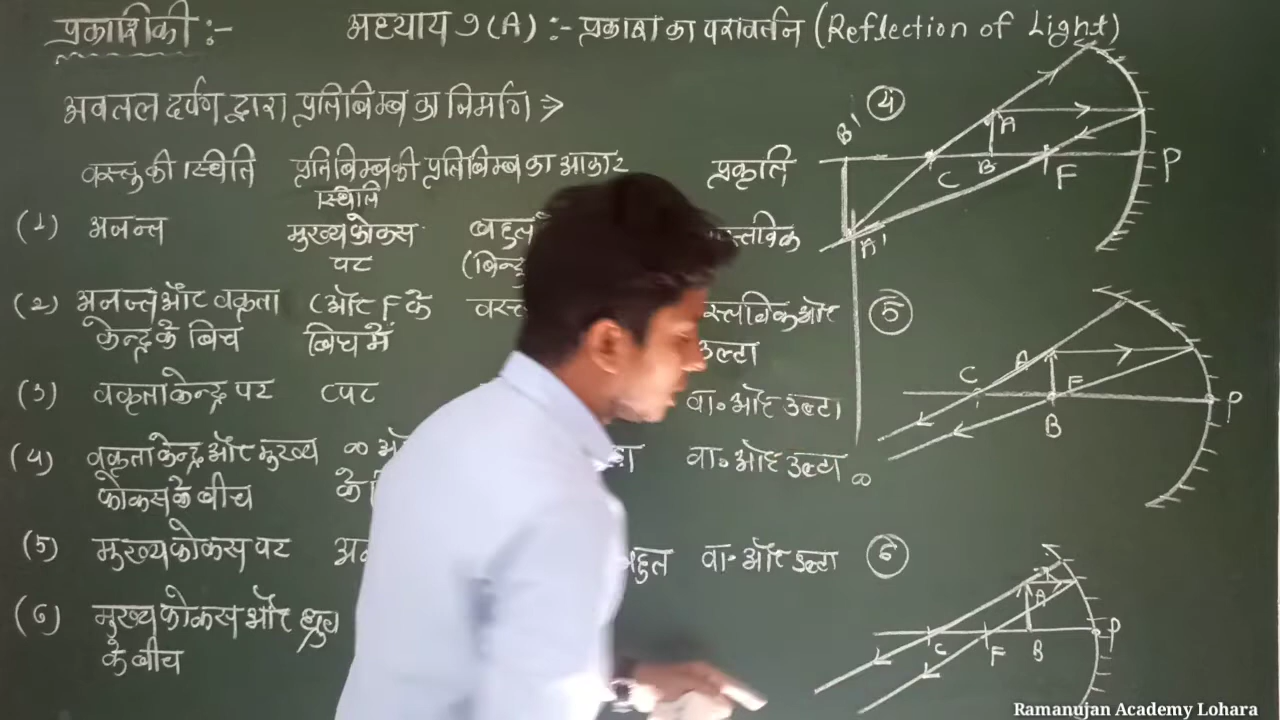 प्रकाशिकी :-
अध्याय 9 (A) :- प्रकाश का परावर्तन (Reflection of Light)
अवतल दर्पण द्वारा प्रतिबिम्ब का निर्माण →
वस्तु की स्थिति प्रतिबिम्ब की स्थिति प्रतिबिम्ब का आकार प्रकृति
(1) अनन्त मुख्य फोकस पर
(बिन्दु
(2) अनन्त और वक्रता केन्द्र के बिच C और F के बिच में उल्टा
(3) वक्रता केन्द्र पर C पर वा० और उल्टा
(4) वक्रता केन्द्र और मुख्य फोकस के बीच वा० और उल्टा
(5) मुख्य फोकस पर बहुत वा० और उल्टा
(6) मुख्य फोकस और ध्रुव के बीच
4
B' A' C B A F P
∞
5
C A F B P
6
C F B A P
Ramanujan Academy Lohara